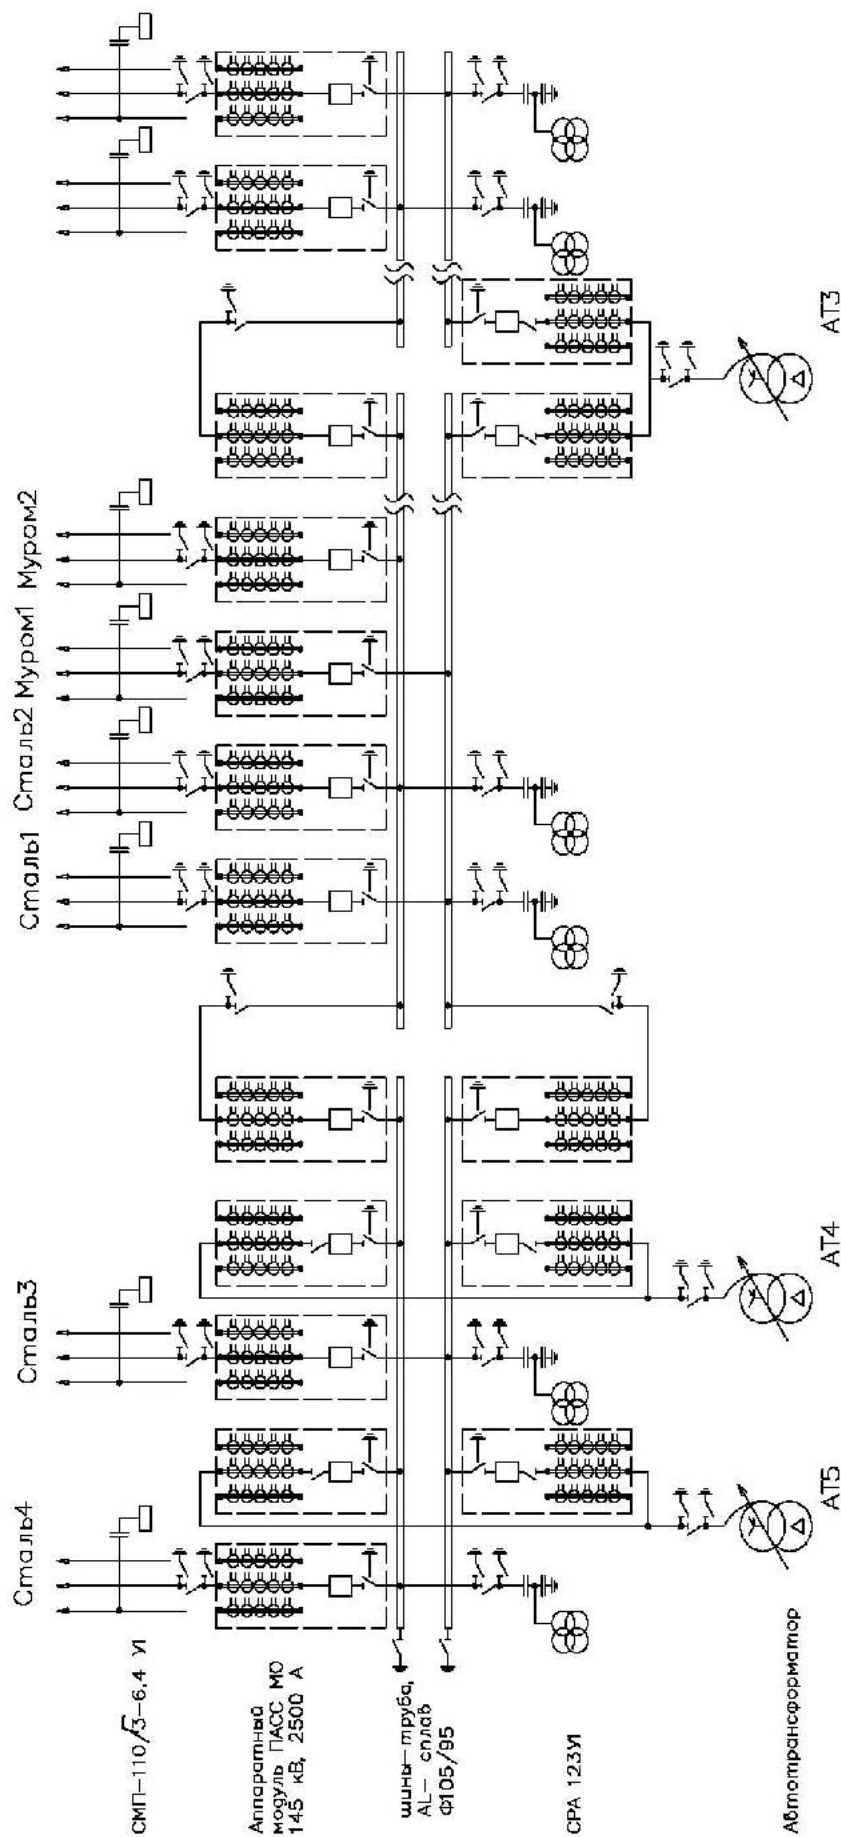 Сталь4
Сталь3
Сталь1
Сталь2
Муром1
Муром2
СМП-110/√3-6,4 У1
Аппаратный
модуль ПАСС МО
145 кВ, 2500 А
шины-труба,
AL- сплав
Ф105/95
СРА 123У1
Автотрансформатор
АТ5
АТ4
АТ3